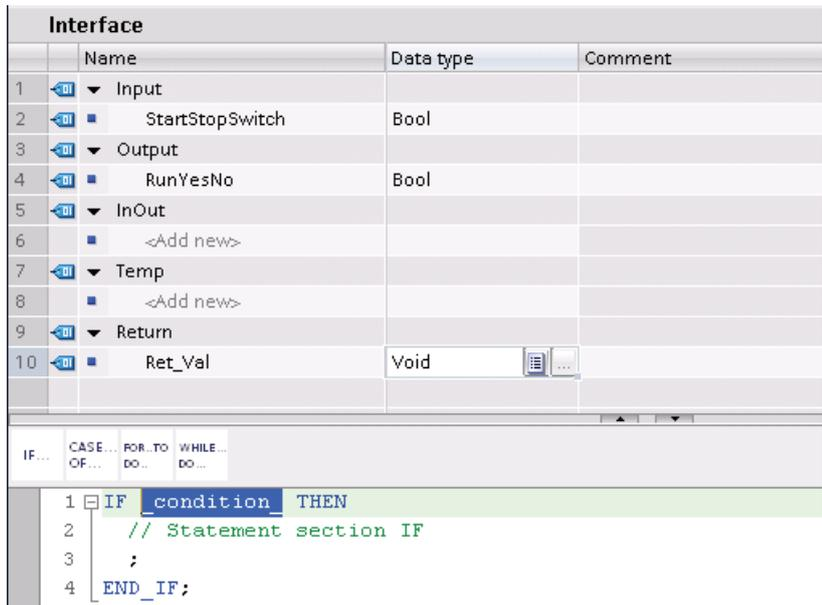 Interface
Name Data type Comment
1 Input
2 StartStopSwitch Bool
3 Output
4 RunYesNo Bool
5 InOut
6 <Add new>
7 Temp
8 <Add new>
9 Return
10 Ret_Val Void ...
IF... CASE... FOR..TO WHILE...
OF... DO... DO...
1 IF _condition_ THEN
2 // Statement section IF
3 ;
4 END_IF;